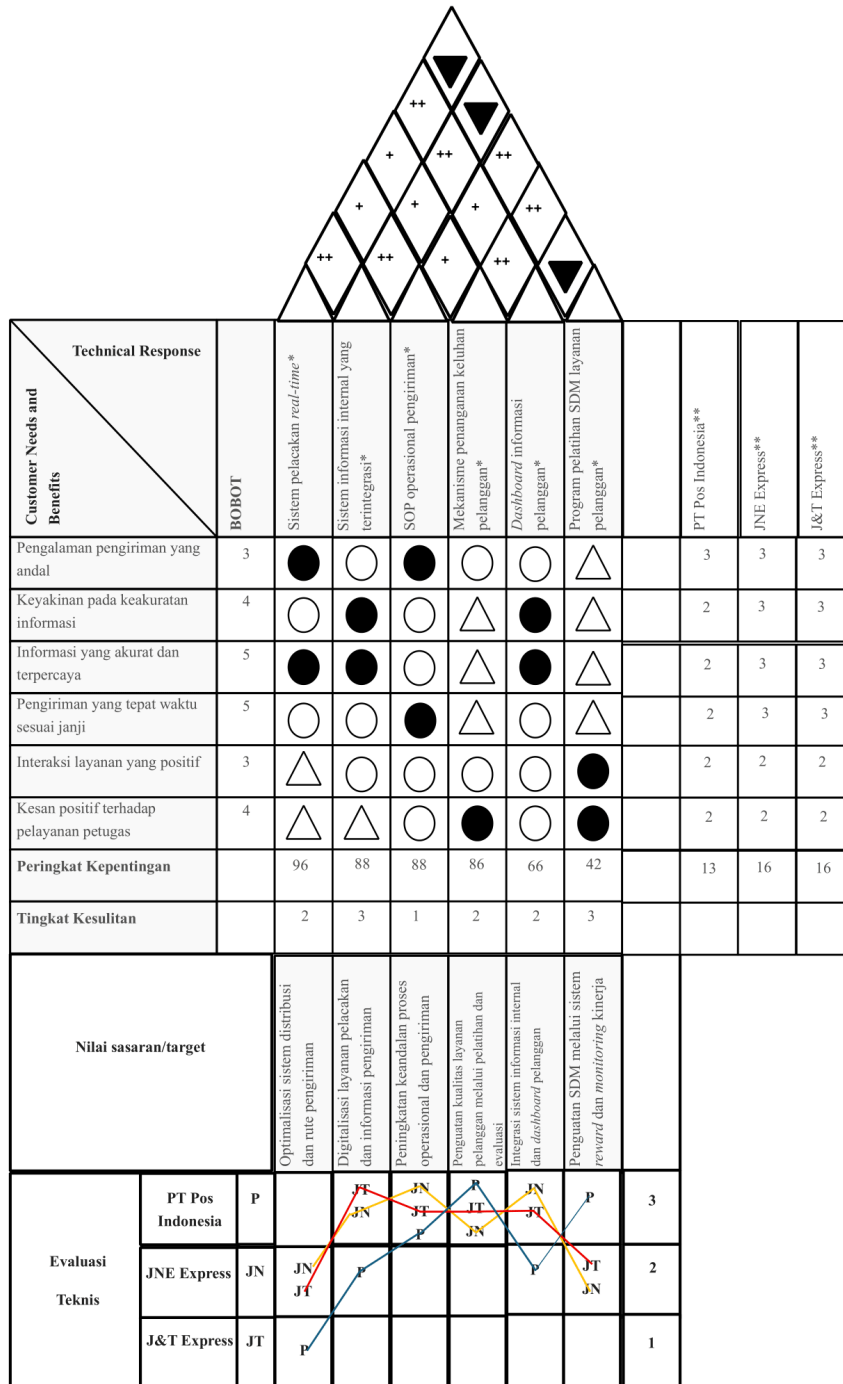 ++
++ ++
+ ++ ++
+ + + ++
++ ++ + ++
Technical Response
Customer Needs and
Benefits
BOBOT
Sistem pelacakan real-time*
Sistem informasi internal yang
terintegrasi*
SOP operasional pengiriman*
Mekanisme penanganan keluhan
pelanggan*
Dashboard informasi
pelanggan*
Program pelatihan SDM layanan
pelanggan*
PT Pos Indonesia**
JNE Express**
J&T Express**
Pengalaman pengiriman yang
andal
3 3 3 3
Keyakinan pada keakuratan
informasi
4 2 3 3
Informasi yang akurat dan
terpercaya
5 2 3 3
Pengiriman yang tepat waktu
sesuai janji
5 2 3 3
Interaksi layanan yang positif
3 2 2 2
Kesan positif terhadap
pelayanan petugas
4 2 2 2
Peringkat Kepentingan 96 88 88 86 66 42 13 16 16
Tingkat Kesulitan 2 3 1 2 2 3
Nilai sasaran/target
Optimalisasi sistem distribusi
dan rute pengiriman
Digitalisasi layanan pelacakan
dan informasi pengiriman
Peningkatan keandalan proses
operasional dan pengiriman
Penguatan kualitas layanan
pelanggan melalui pelatihan dan
evaluasi
Integrasi sistem informasi internal
dan dashboard pelanggan
Penguatan SDM melalui sistem
reward dan monitoring kinerja
Evaluasi
Teknis
PT Pos
Indonesia
P
JT JN P JN P
JN JT JT JT
P JN
3
JNE Express JN
JN P P JT
JT JN
2
J&T Express JT
P
1